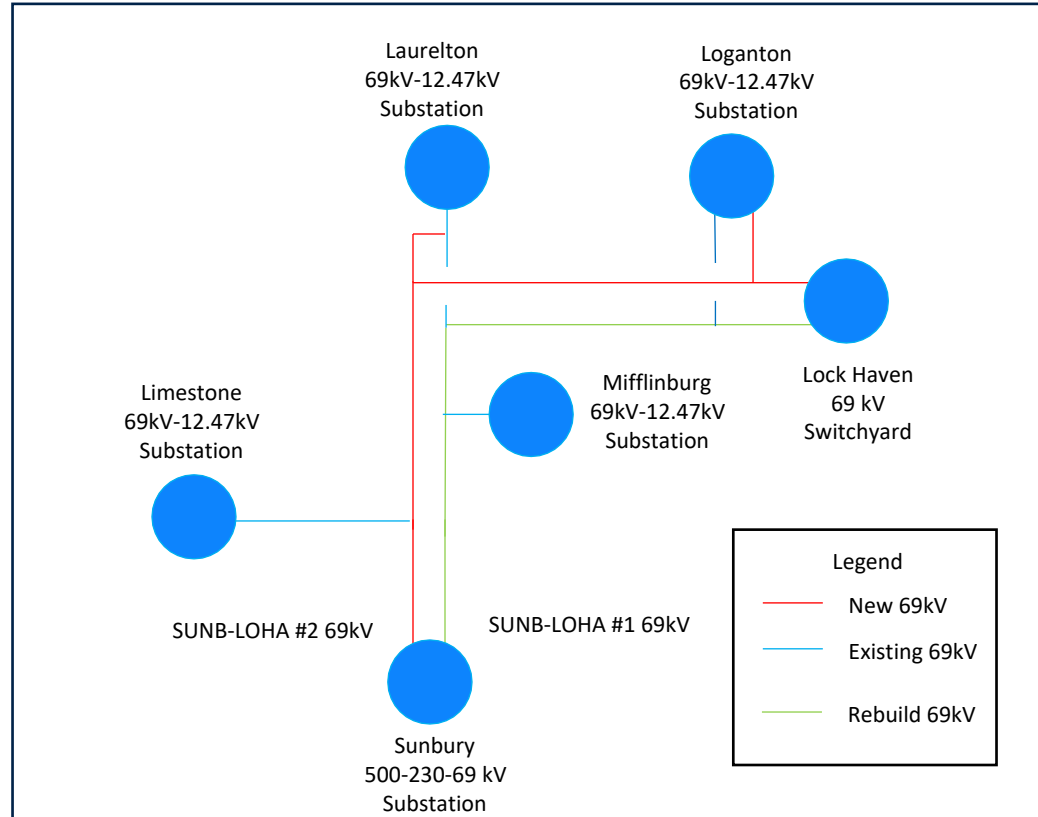 Laurelton
69kV-12.47kV
Substation
Loganton
69kV-12.47kV
Substation
Limestone
69kV-12.47kV
Substation
Mifflinburg
69kV-12.47kV
Substation
Lock Haven
69 kV
Switchyard
SUNB-LOHA #2 69kV
SUNB-LOHA #1 69kV
Sunbury
500-230-69 kV
Substation
Legend
New 69kV
Existing 69kV
Rebuild 69kV